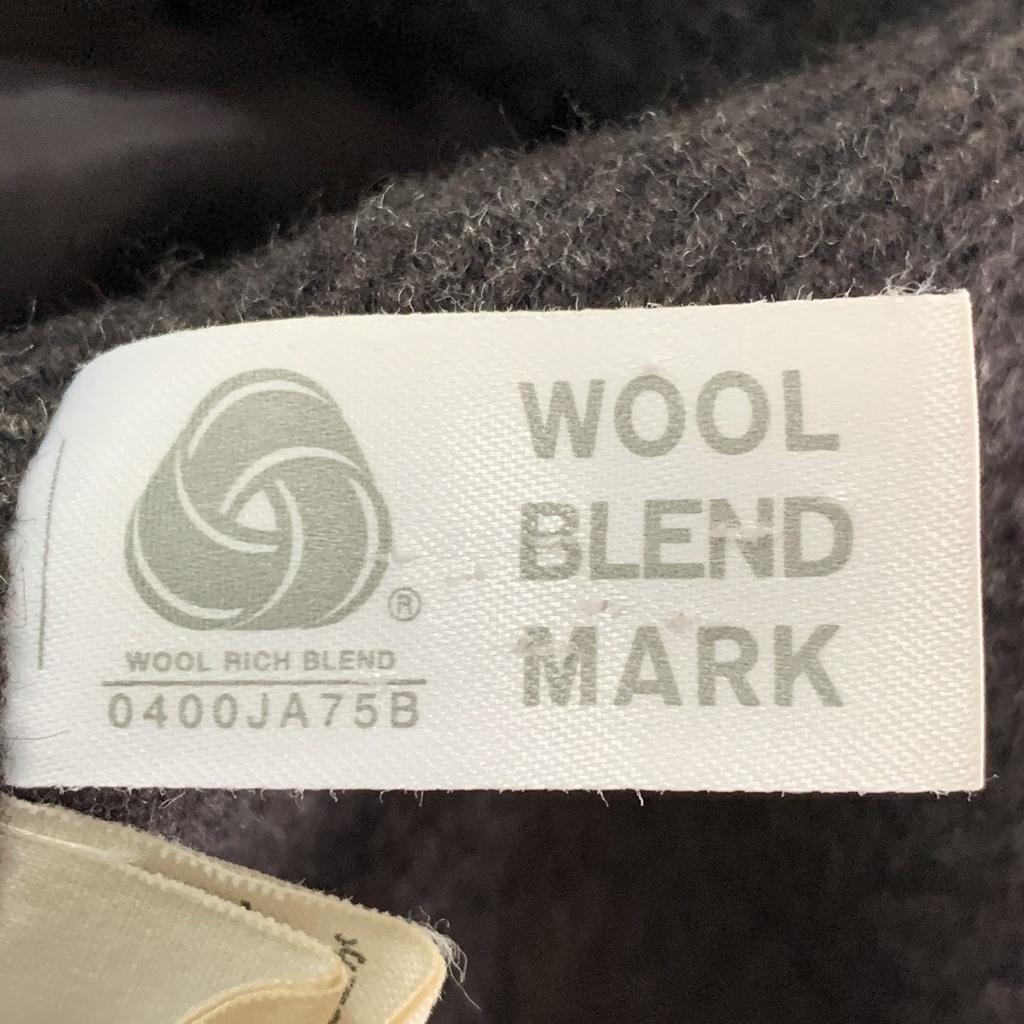 WOOL
BLEND
MARK
®
WOOL RICH BLEND
0400JA75B